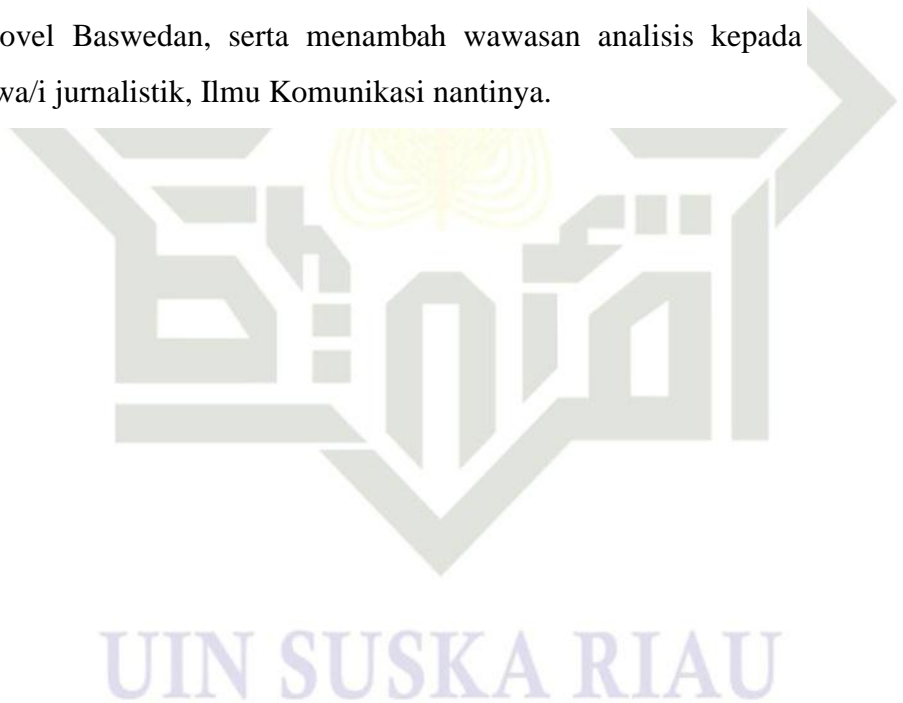 ovel Baswedan, serta menambah wawasan analisis kepada
wa/i jurnalistik, Ilmu Komunikasi nantinya.
UIN SUSKA RIAU